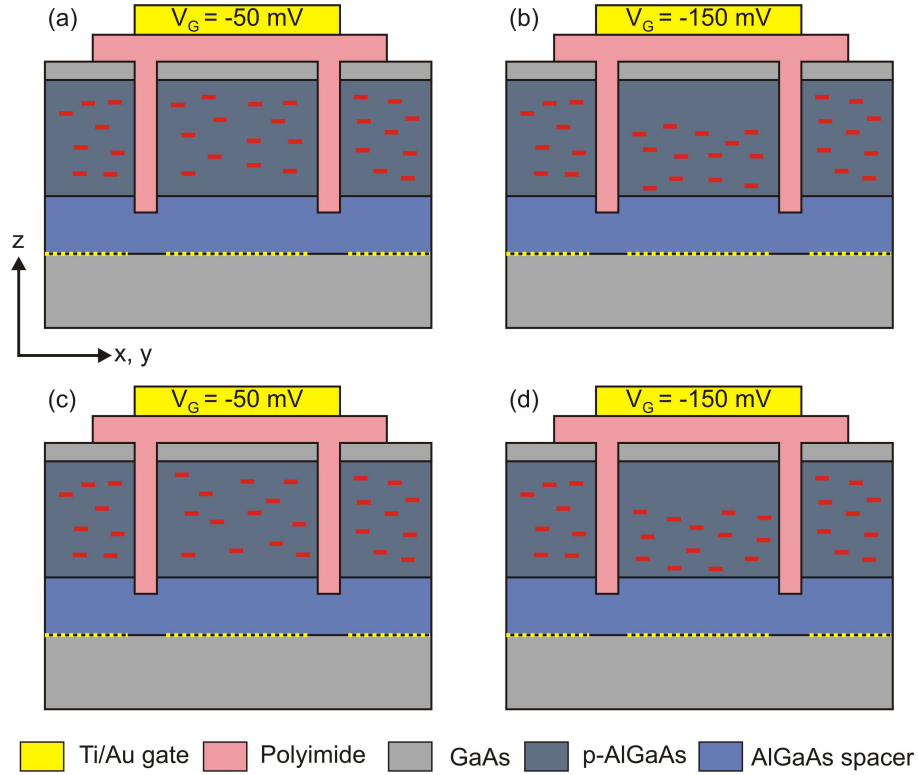 (a)
V_G = -50 mV
(b)
V_G = -150 mV
z
x, y
(c)
V_G = -50 mV
(d)
V_G = -150 mV
Ti/Au gate
Polyimide
GaAs
p-AlGaAs
AlGaAs spacer